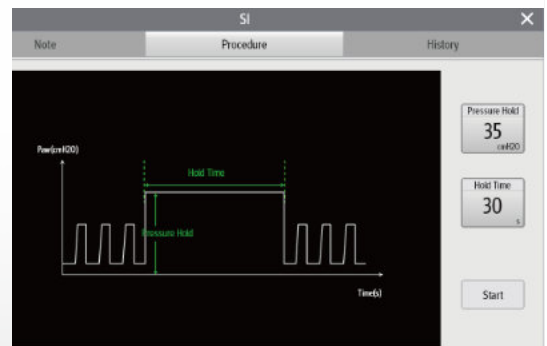 SI
Note
Procedure
History
Paw(cmH2O)
Hold Time
Pressure Hold
Time(s)
Pressure Hold
35
cmH2O
Hold Time
30
s
Start